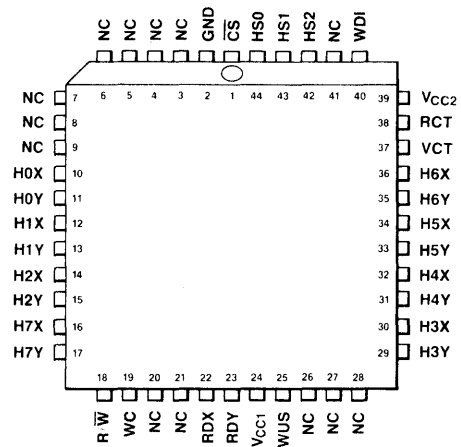 NC NC NC NC GND C̅S̅ HS0 HS1 HS2 NC WDI
6 5 4 3 2 1 44 43 42 41 40
NC 7 39 VCC2
NC 8 38 RCT
NC 9 37 VCT
H0X 10 36 H6X
H0Y 11 35 H6Y
H1X 12 34 H5X
H1Y 13 33 H5Y
H2X 14 32 H4X
H2Y 15 31 H4Y
H7X 16 30 H3X
H7Y 17 29 H3Y
18 19 20 21 22 23 24 25 26 27 28
R/W̅ WC NC NC RDX RDY VCC1 WUS NC NC NC